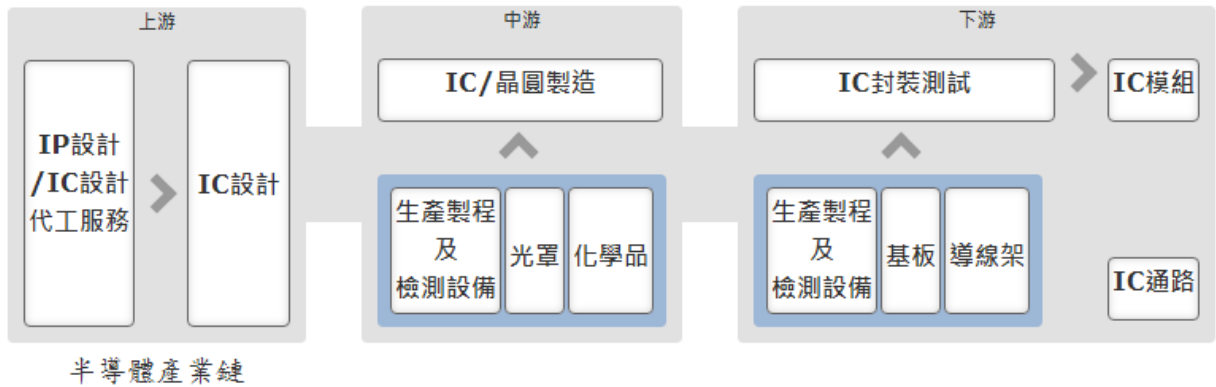 上游
IP設計
/IC設計
代工服務
IC設計
中游
IC/晶圓製造
生產製程
及
檢測設備
光罩
化學品
下游
IC封裝測試
IC模組
生產製程
及
檢測設備
基板
導線架
IC通路
半導體產業鏈